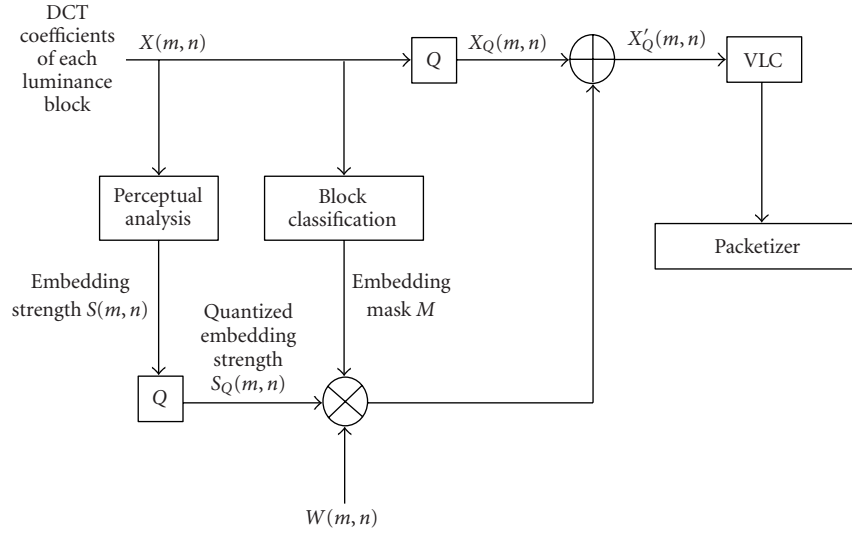 DCT
coefficients
of each
luminance
block
X(m, n)
Q
X_Q(m, n)
X′_Q(m, n)
VLC
Perceptual
analysis
Block
classification
Packetizer
Embedding
strength S(m, n)
Quantized
embedding
strength
S_Q(m, n)
Embedding
mask M
Q
W(m, n)